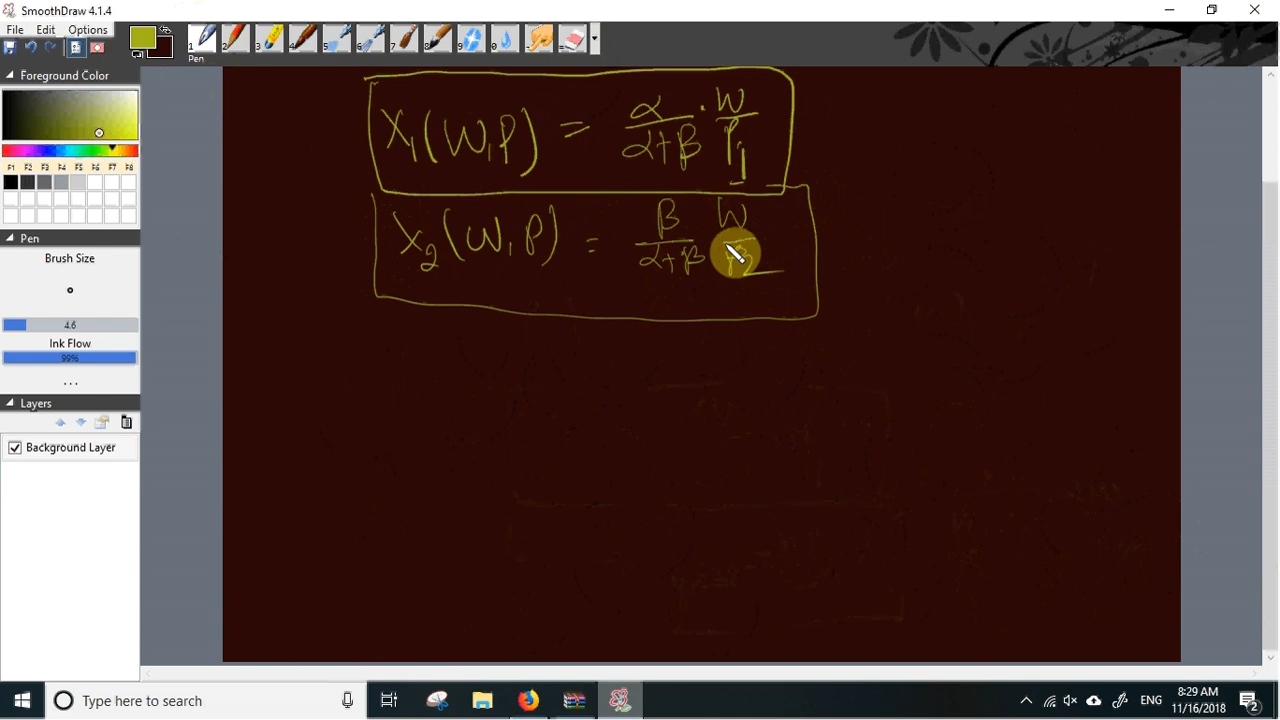 SmoothDraw 4.1.4
File Edit Options
Pen
Foreground Color
F1 F2 F3 F4 F5 F6 F7 F8
Pen
Brush Size
4.6
Ink Flow
99%
...
Layers
Background Layer
X₁(W,P) = α/(α+β) · W/P₁
X₂(W,P) = β/(α+β) W/P₂
Type here to search
ENG
8:29 AM
11/16/2018
2